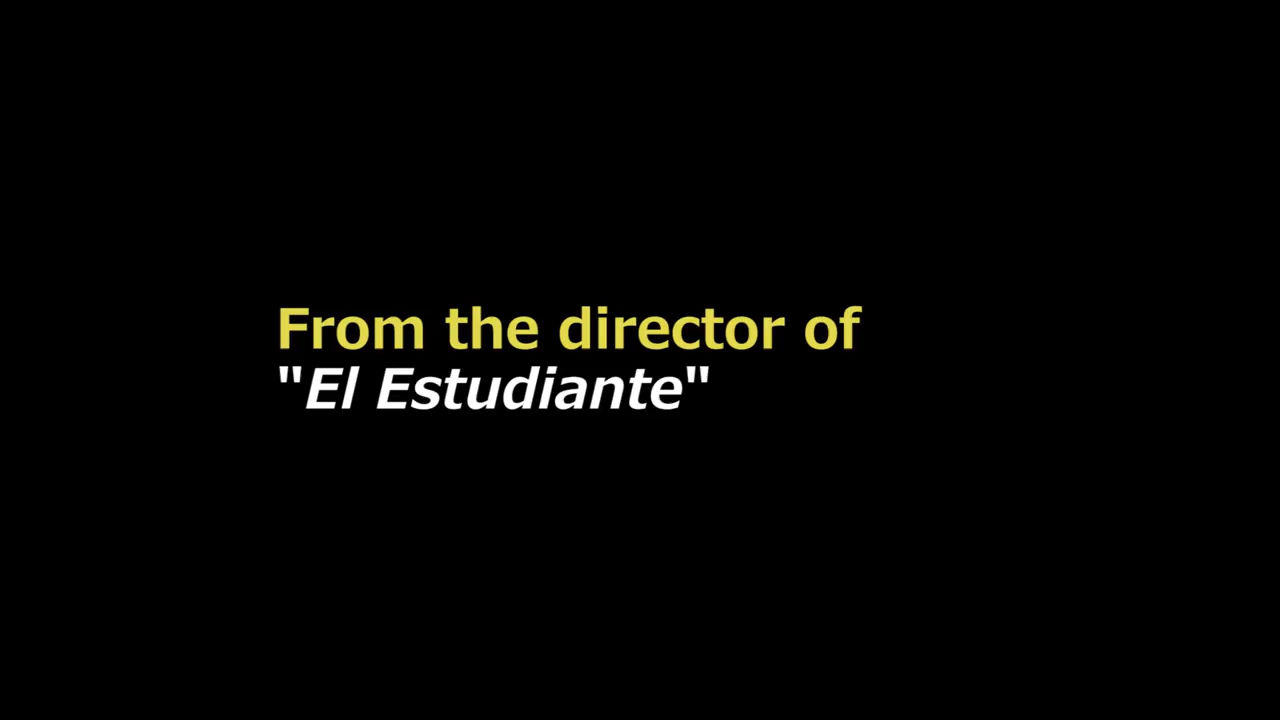 From the director of
"El Estudiante"